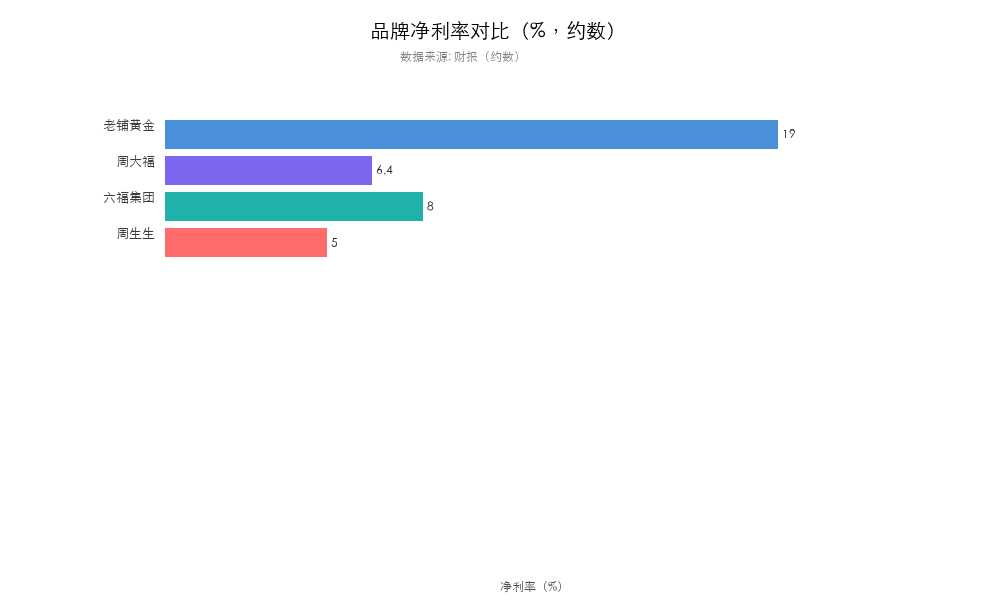 品牌净利率对比（%，约数）
数据来源: 财报（约数）
老铺黄金 19
周大福 6.4
六福集团 8
周生生 5
净利率（%）